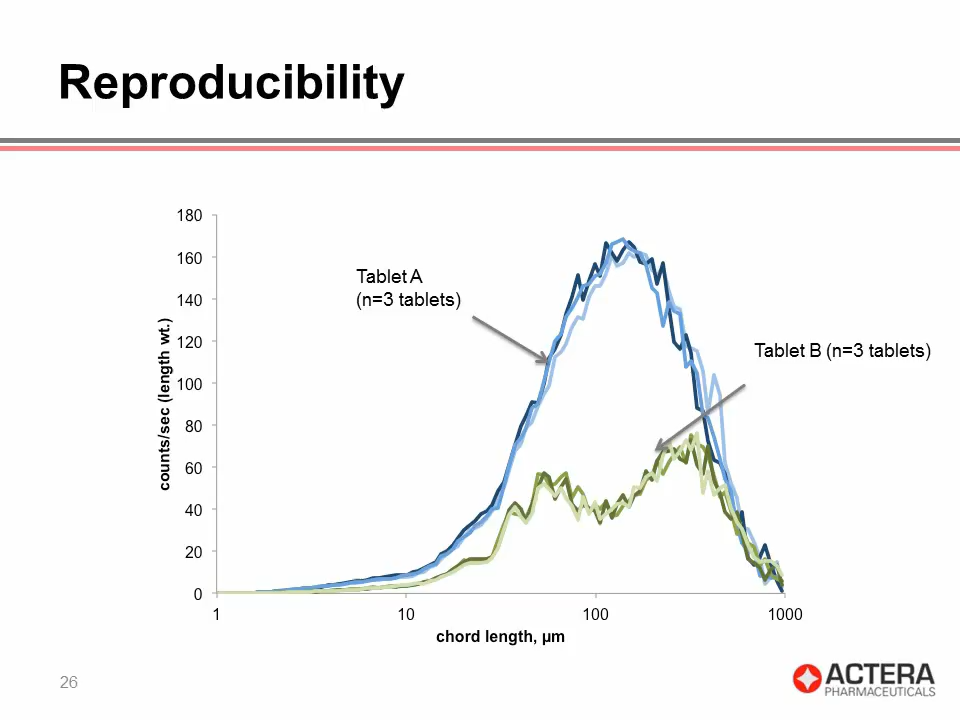 Reproducibility
180
160
140
120
100
80
60
40
20
0
counts/sec (length wt.)
Tablet A
(n=3 tablets)
Tablet B (n=3 tablets)
1
10
100
1000
chord length, µm
26
ACTERA
PHARMACEUTICALS